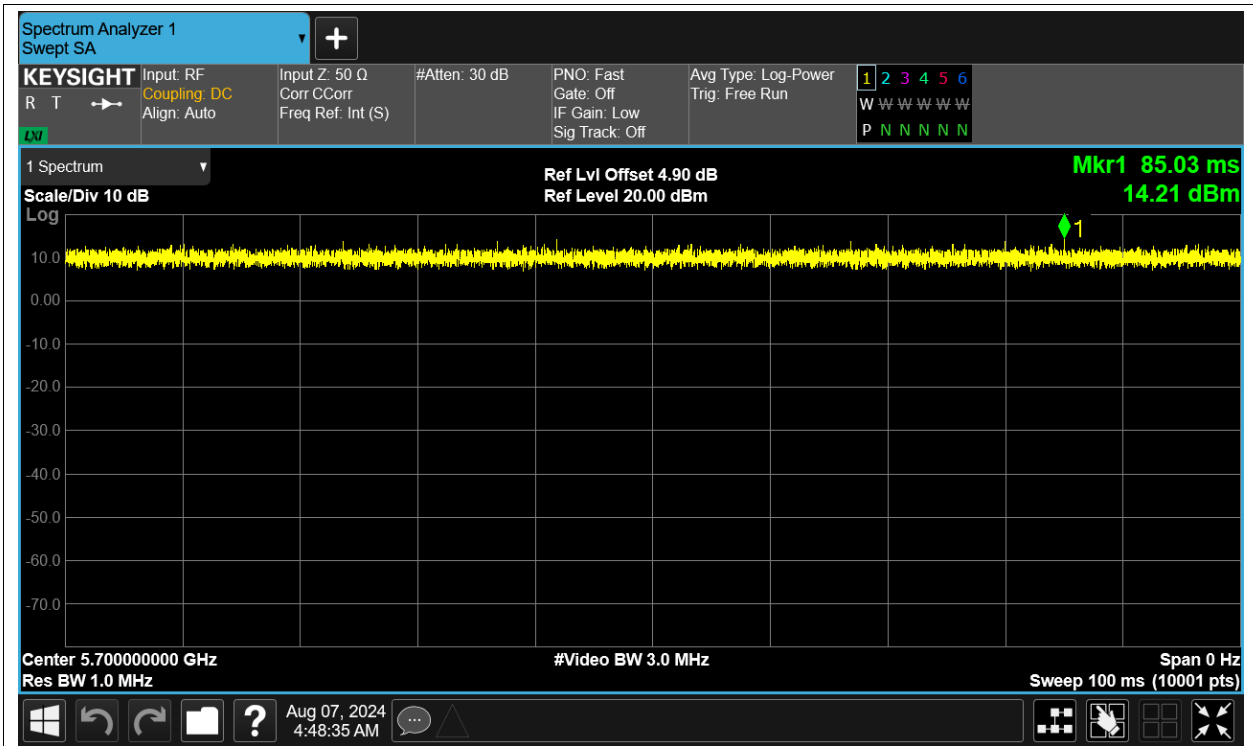 Spectrum Analyzer 1
Swept SA
+
KEYSIGHT
R T
LXI
Input: RF
Coupling: DC
Align: Auto
Input Z: 50 Ω
Corr CCorr
Freq Ref: Int (S)
#Atten: 30 dB
PNO: Fast
Gate: Off
IF Gain: Low
Sig Track: Off
Avg Type: Log-Power
Trig: Free Run
1 2 3 4 5 6
W W W W W W
P N N N N N
1 Spectrum
Scale/Div 10 dB
Log
Ref Lvl Offset 4.90 dB
Ref Level 20.00 dBm
Mkr1 85.03 ms
14.21 dBm
1
10.0
0.00
-10.0
-20.0
-30.0
-40.0
-50.0
-60.0
-70.0
Center 5.700000000 GHz
Res BW 1.0 MHz
#Video BW 3.0 MHz
Span 0 Hz
Sweep 100 ms (10001 pts)
?
Aug 07, 2024
4:48:35 AM